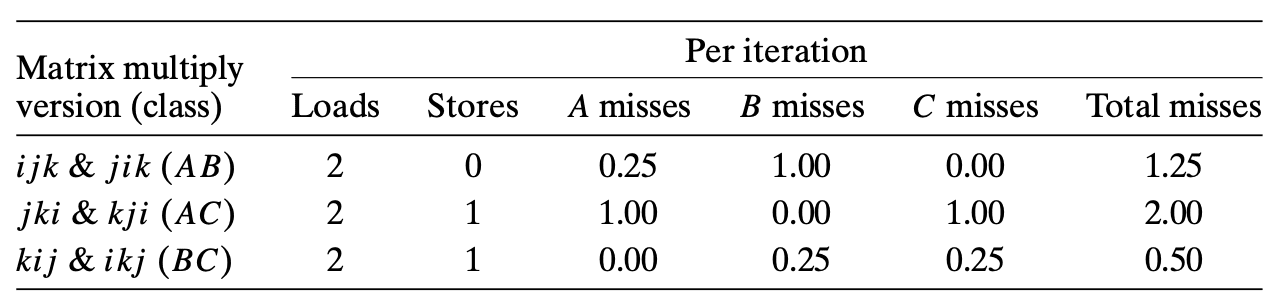 Per iteration
Matrix multiply
version (class) Loads Stores A misses B misses C misses Total misses
ijk & jik (AB) 2 0 0.25 1.00 0.00 1.25
jki & kji (AC) 2 1 1.00 0.00 1.00 2.00
kij & ikj (BC) 2 1 0.00 0.25 0.25 0.50